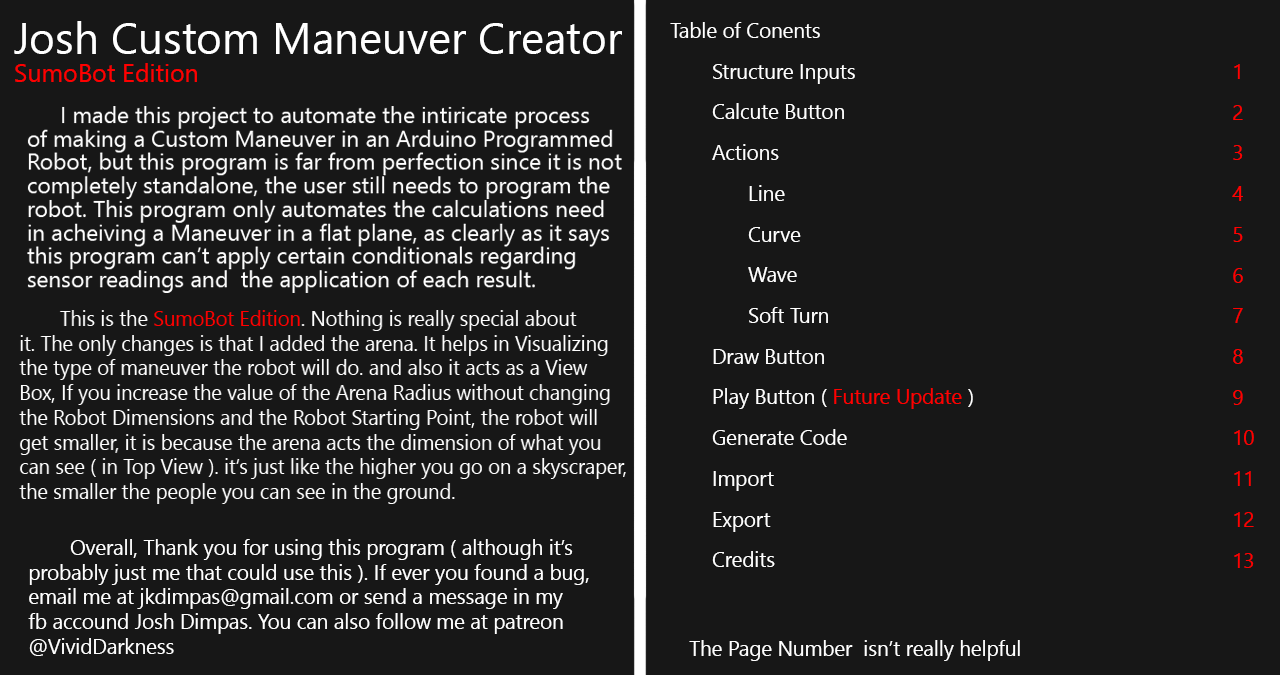 Josh Custom Maneuver Creator
SumoBot Edition
I made this project to automate the intiricate process
of making a Custom Maneuver in an Arduino Programmed
Robot, but this program is far from perfection since it is not
completely standalone, the user still needs to program the
robot. This program only automates the calculations need
in acheiving a Maneuver in a flat plane, as clearly as it says
this program can't apply certain conditionals regarding
sensor readings and  the application of each result.
This is the SumoBot Edition. Nothing is really special about
it. The only changes is that I added the arena. It helps in Visualizing
the type of maneuver the robot will do. and also it acts as a View
Box, If you increase the value of the Arena Radius without changing
the Robot Dimensions and the Robot Starting Point, the robot will
get smaller, it is because the arena acts the dimension of what you
can see ( in Top View ). it's just like the higher you go on a skyscraper,
the smaller the people you can see in the ground.
Overall, Thank you for using this program ( although it's
probably just me that could use this ). If ever you found a bug,
email me at jkdimpas@gmail.com or send a message in my
fb accound Josh Dimpas. You can also follow me at patreon
@VividDarkness
Table of Conents
Structure Inputs 1
Calcute Button 2
Actions 3
Line 4
Curve 5
Wave 6
Soft Turn 7
Draw Button 8
Play Button ( Future Update ) 9
Generate Code 10
Import 11
Export 12
Credits 13
The Page Number  isn't really helpful